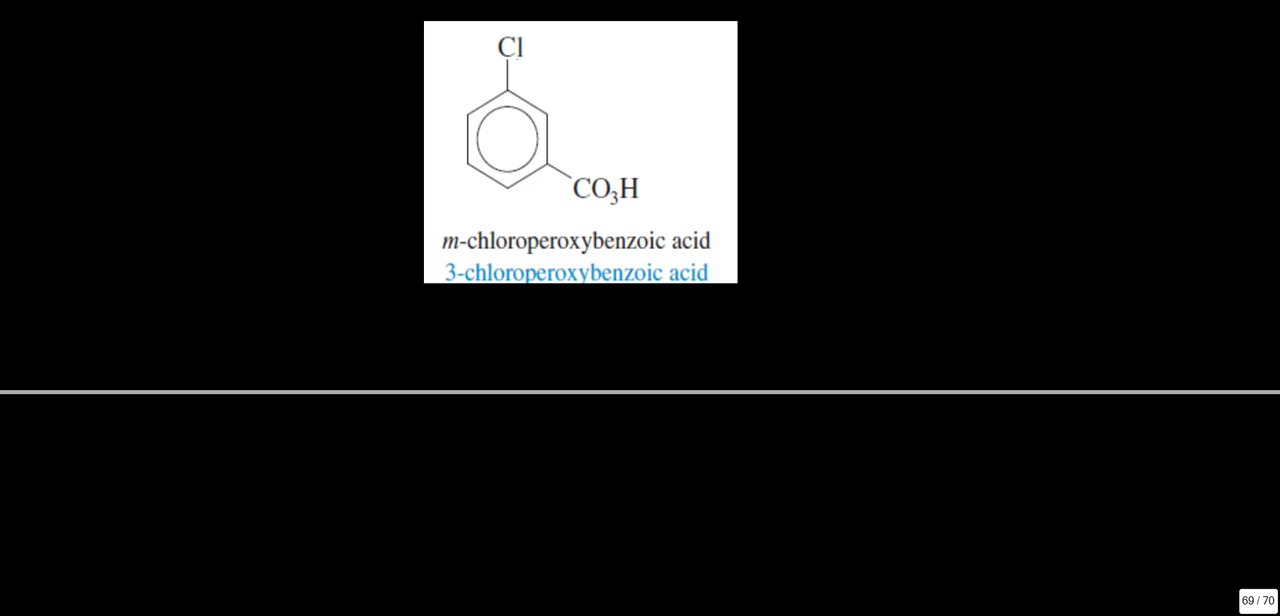 Cl
CO₃H
m-chloroperoxybenzoic acid
3-chloroperoxybenzoic acid
69 / 70